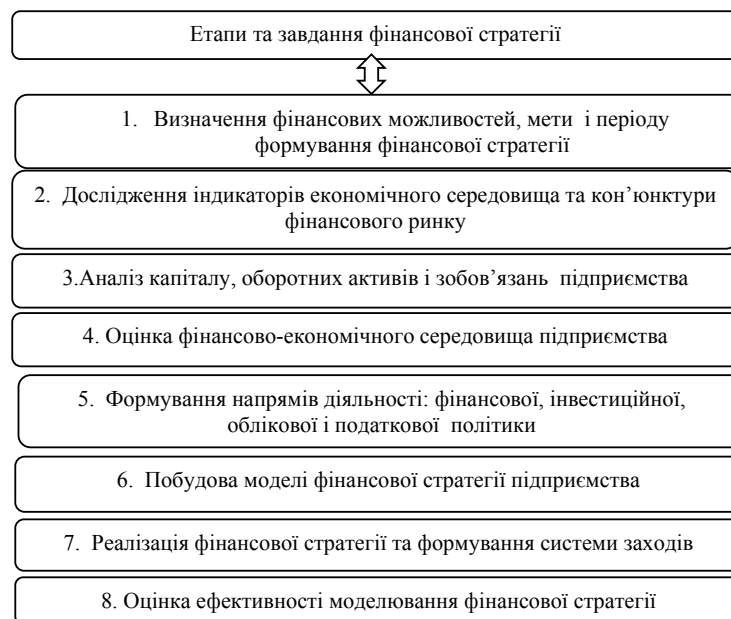 Етапи та завдання фінансової стратегії
1. Визначення фінансових можливостей, мети і періоду
формування фінансової стратегії
2. Дослідження індикаторів економічного середовища та кон’юнктури
фінансового ринку
3.Аналіз капіталу, оборотних активів і зобов’язань підприємства
4. Оцінка фінансово-економічного середовища підприємства
5. Формування напрямів діяльності: фінансової, інвестиційної,
облікової і податкової політики
6. Побудова моделі фінансової стратегії підприємства
7. Реалізація фінансової стратегії та формування системи заходів
8. Оцінка ефективності моделювання фінансової стратегії